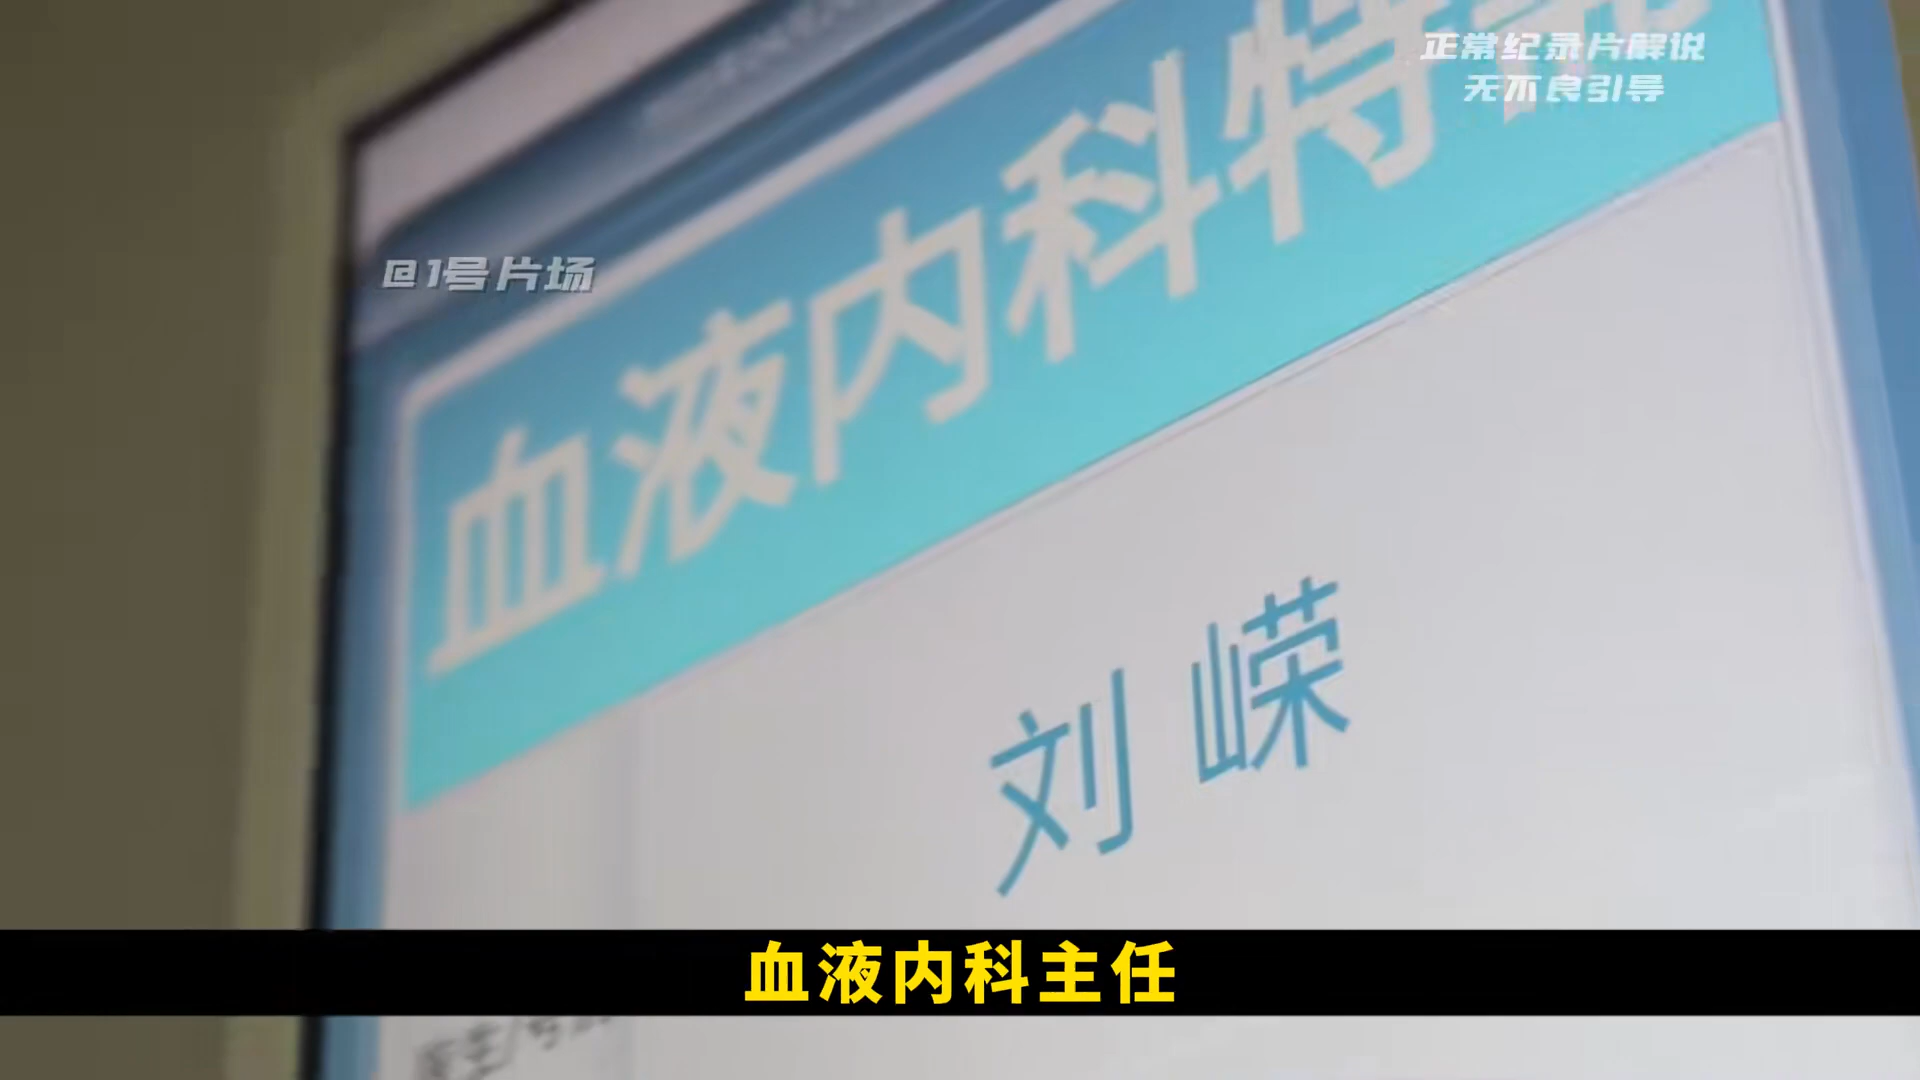 正常纪录片解说
无不良引导
@1号片场
血液内科特
刘嵘
血液内科主任